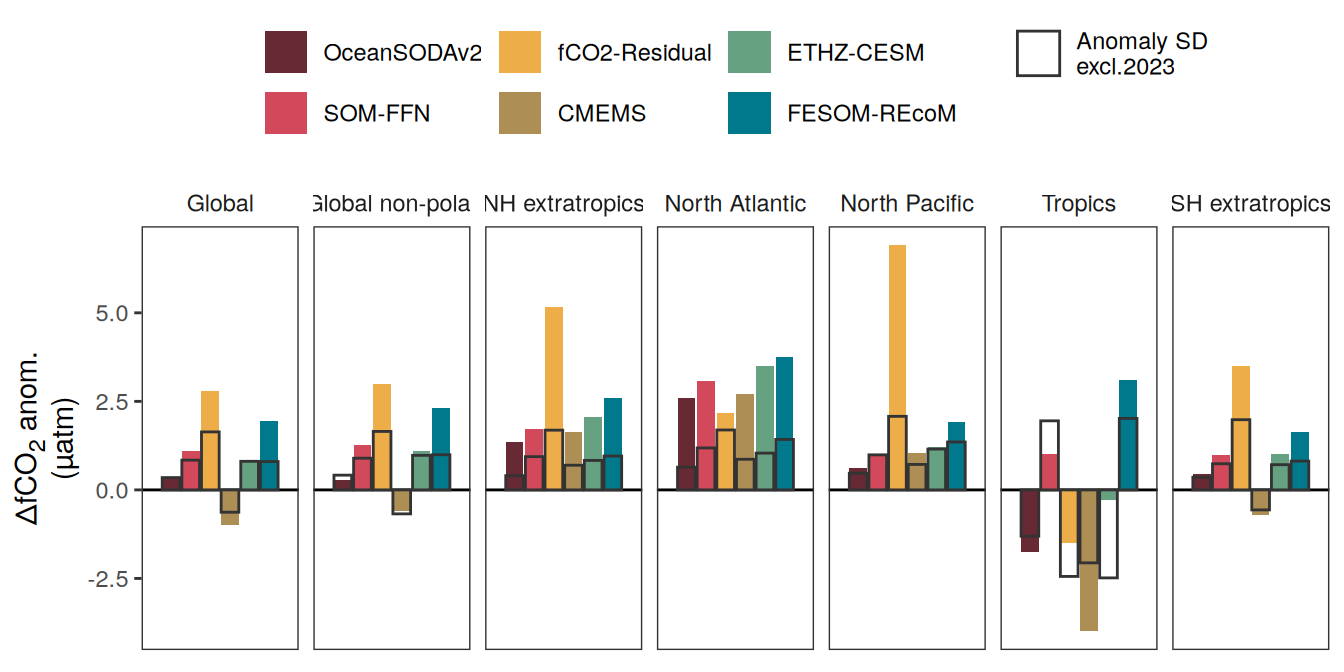 OceanSODAv2
fCO2-Residual
ETHZ-CESM
Anomaly SD
excl.2023
SOM-FFN
CMEMS
FESOM-REcoM
Global
Global non-pola
NH extratropics
North Atlantic
North Pacific
Tropics
SH extratropics
ΔfCO₂ anom.
(µatm)
5.0
2.5
0.0
-2.5